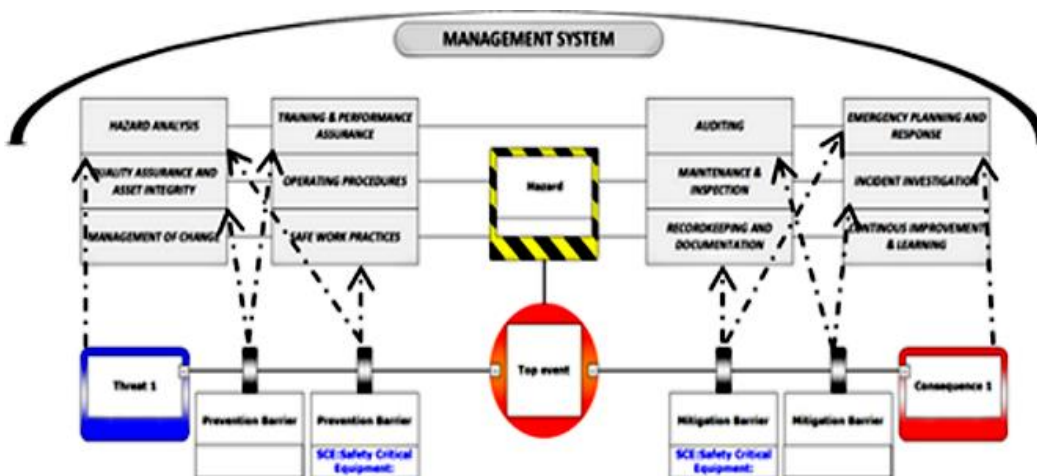 MANAGEMENT SYSTEM
HAZARD ANALYSIS
TRAINING & PERFORMANCE
ASSURANCE
AUDITING
EMERGENCY PLANNING AND
RESPONSE
QUALITY ASSURANCE AND
ASSET INTEGRITY
OPERATING PROCEDURES
Hazard
MAINTENANCE &
INSPECTION
INCIDENT INVESTIGATION
MANAGEMENT OF CHANGE
SAFE WORK PRACTICES
RECORDKEEPING AND
DOCUMENTATION
CONTINOUS IMPROVEMENT
& LEARNING
Threat 1
Top event
Consequence 1
Prevention Barrier
Prevention Barrier
SCE:Safety Critical
Equipment:
Mitigation Barrier
SCE:Safety Critical
Equipment:
Mitigation Barrier